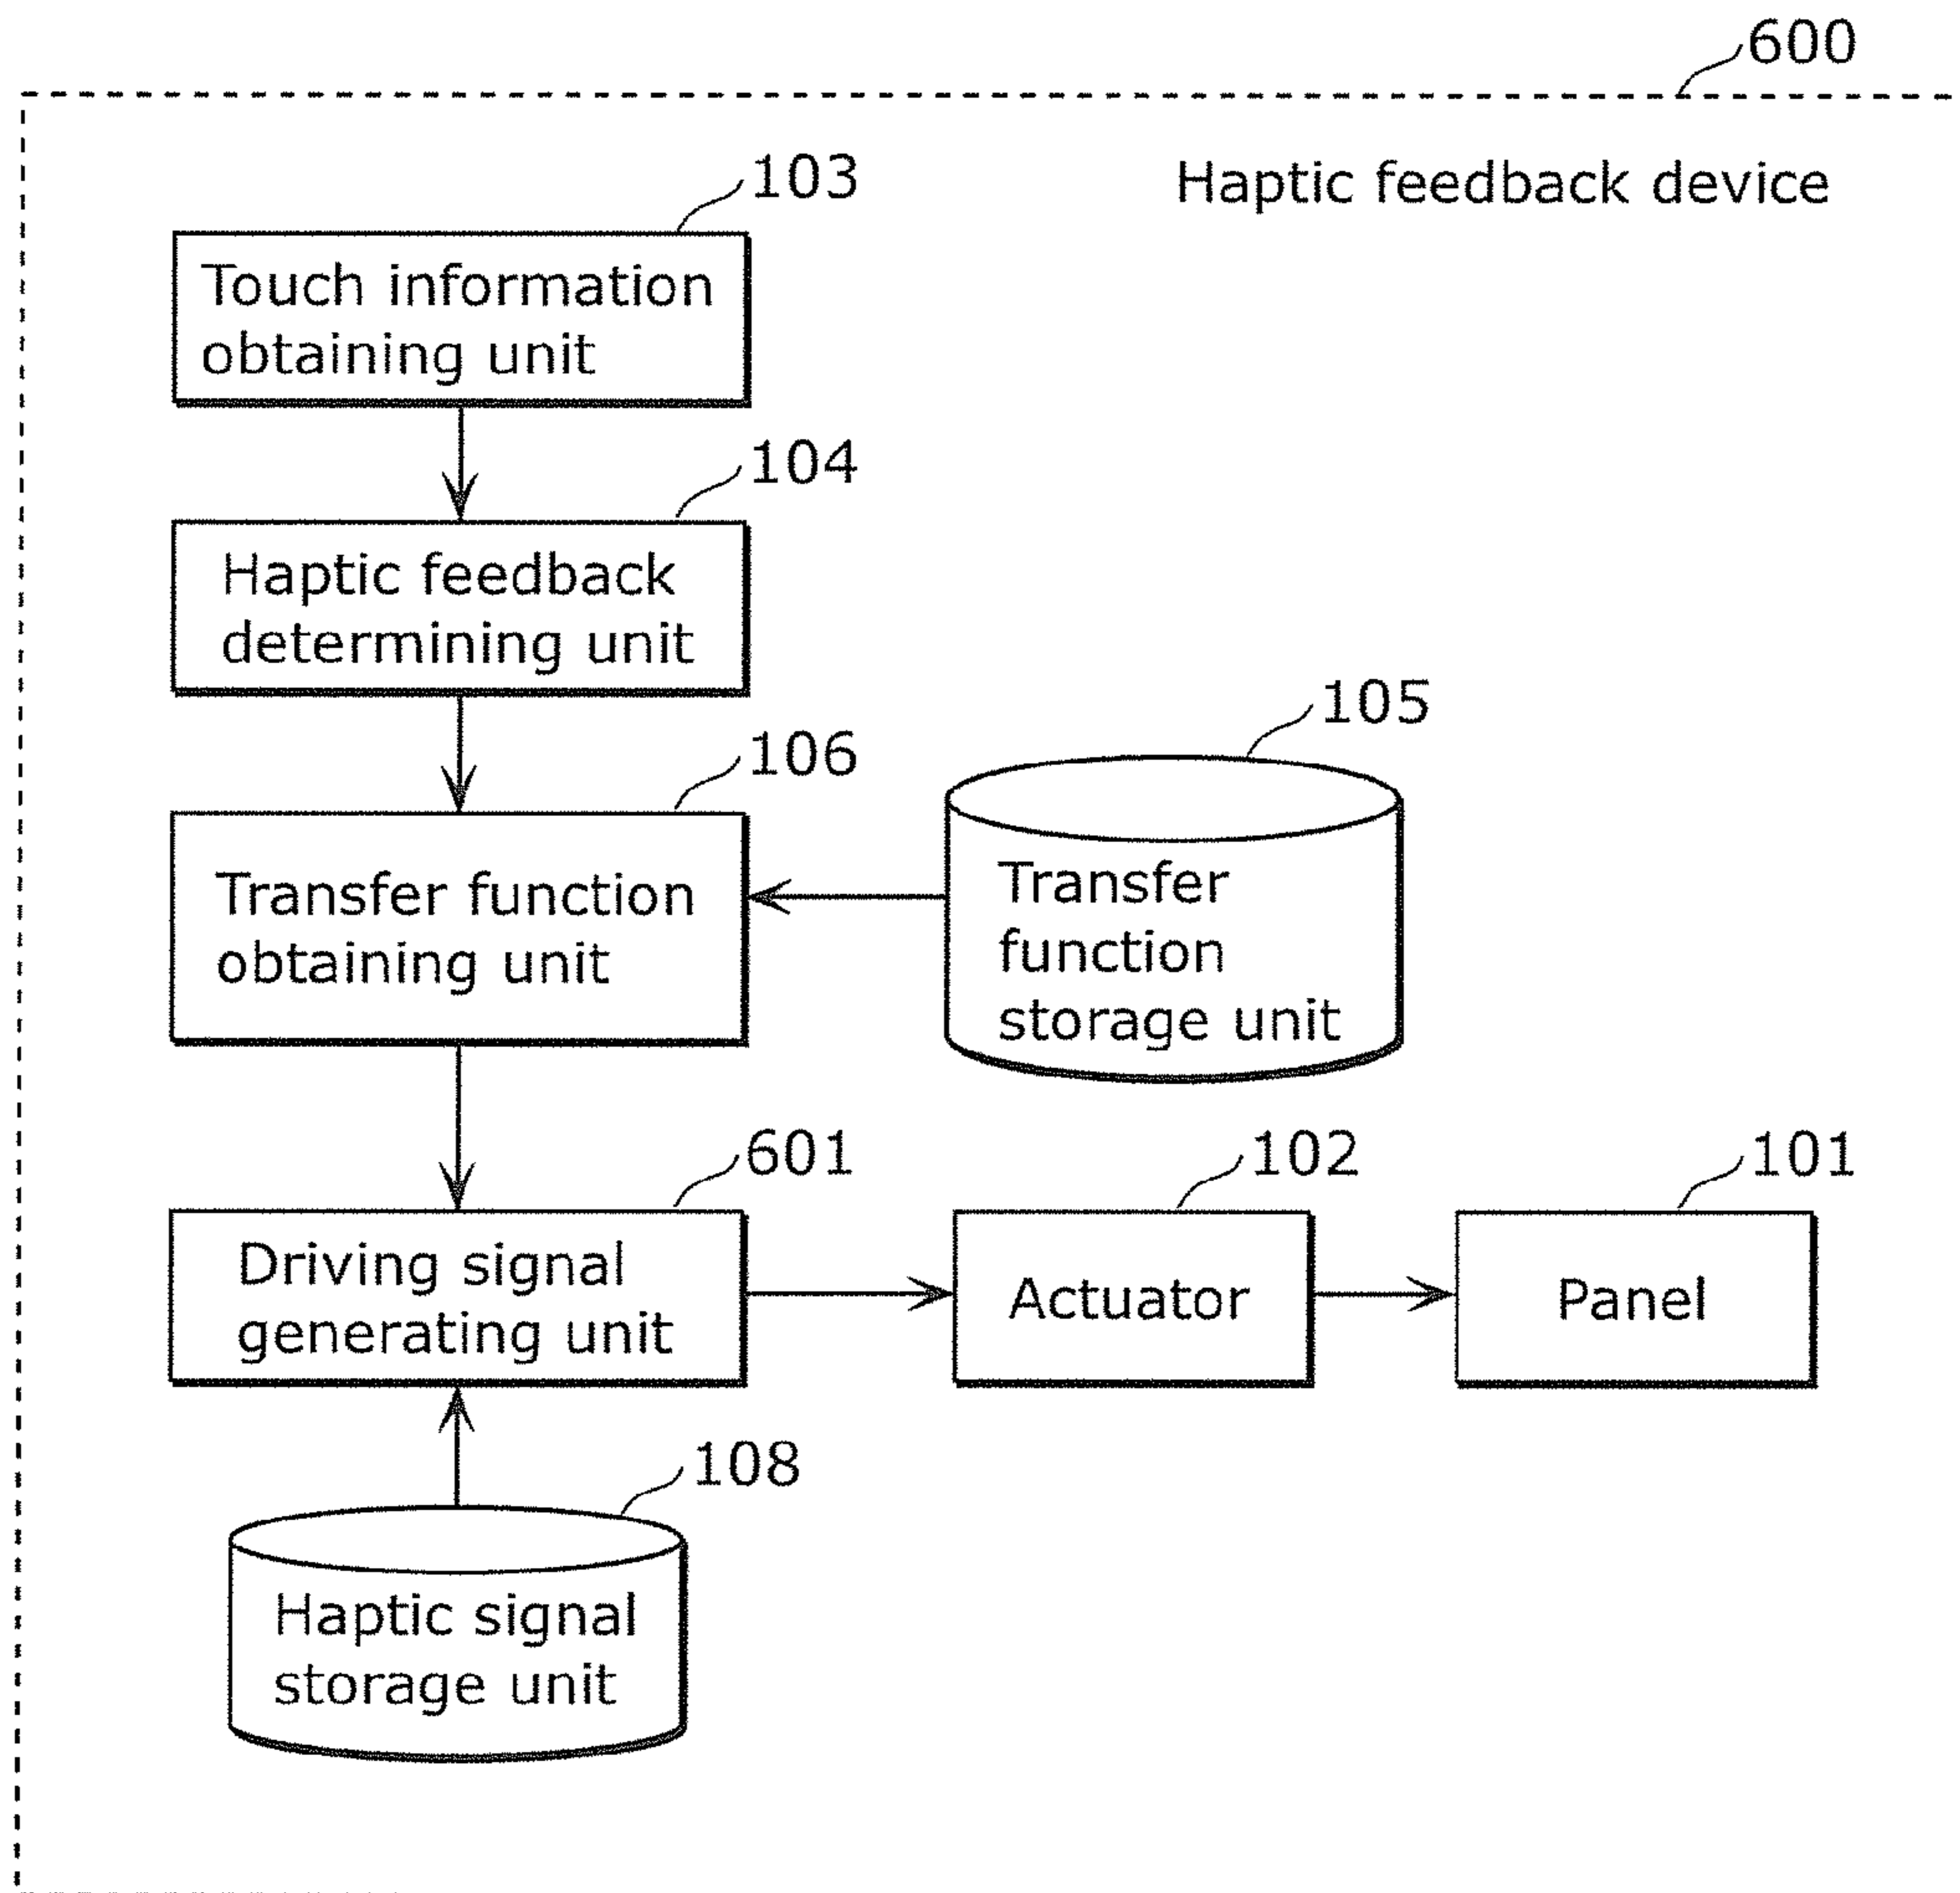 600
Haptic feedback device
103
Touch information
obtaining unit
104
Haptic feedback
determining unit
106
Transfer function
obtaining unit
105
Transfer
function
storage unit
601
Driving signal
generating unit
102
Actuator
101
Panel
108
Haptic signal
storage unit